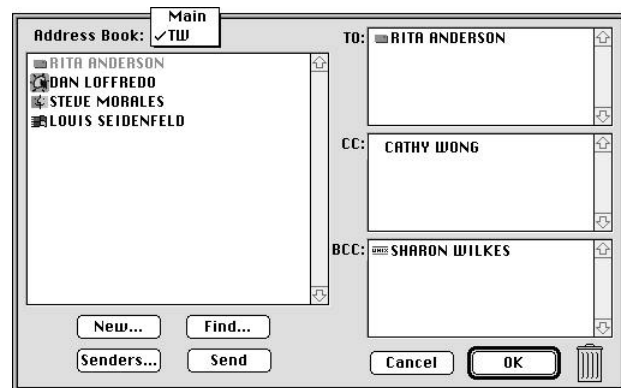 Address Book:
Main
✓TW
RITA ANDERSON
DAN LOFFREDO
STEVE MORALES
LOUIS SEIDENFELD
New...
Find...
Senders...
Send
TO:
RITA ANDERSON
CC:
CATHY WONG
BCC:
UNIX
SHARON WILKES
Cancel
OK